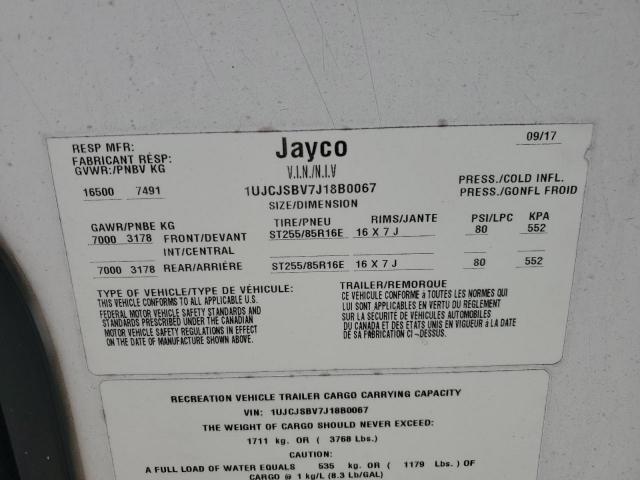 RESP MFR: Jayco 09/17
FABRICANT RESP:
GVWR:/PNBV KG V.I.N./N.I.V
16500 7491 1UJCJSBV7J18B0067 PRESS./COLD INFL.
SIZE/DIMENSION PRESS./GONFL FROID
GAWR/PNBE KG TIRE/PNEU RIMS/JANTE PSI/LPC KPA
7000 3178 FRONT/DEVANT ST255/85R16E 16 X 7 J 80 552
INT/CENTRAL
7000 3178 REAR/ARRIÈRE ST255/85R16E 16 X 7 J 80 552
TYPE OF VEHICLE/TYPE DE VÉHICULE: TRAILER/REMORQUE
THIS VEHICLE CONFORMS TO ALL APPLICABLE U.S.
FEDERAL MOTOR VEHICLE SAFETY STANDARDS AND
STANDARDS PRESCRIBED UNDER THE CANADIAN
MOTOR VEHICLE SAFETY REGULATIONS IN EFFECT
ON THE DATE OF MANUFACTURE SHOWN ABOVE.
CE VÉHICULE CONFORME à TOUTES LES NORMES QUI
LUI SONT APPLICABLES EN VERTU DU RÈGLEMENT
SUR LA SECURITÉ DE VÉHICULES AUTOMOBILES
DU CANADA ET DES ETATS UNIS EN VIGUEUR à LA DATE
DE SA FABRICATION CI-DESSUS.
RECREATION VEHICLE TRAILER CARGO CARRYING CAPACITY
VIN: 1UJCJSBV7J18B0067
THE WEIGHT OF CARGO SHOULD NEVER EXCEED:
1711 kg. OR ( 3768 Lbs.)
CAUTION:
A FULL LOAD OF WATER EQUALS 535 kg. OR ( 1179 Lbs.) OF
CARGO @ 1 kg/L (8.3 Lb/GAL)